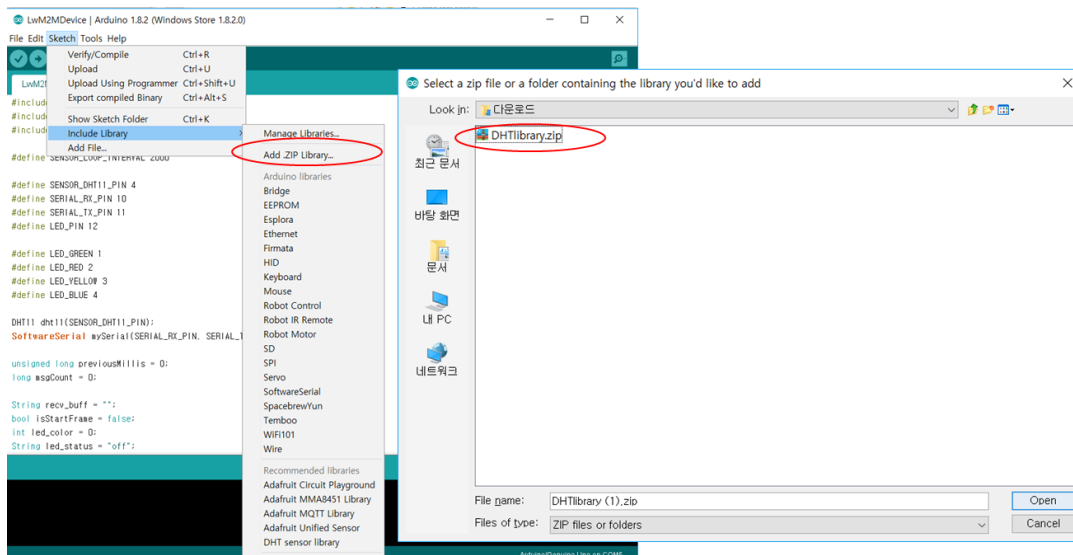 LwM2MDevice | Arduino 1.8.2 (Windows Store 1.8.2.0)
File Edit Sketch Tools Help
Verify/Compile Ctrl+R
Upload Ctrl+U
Upload Using Programmer Ctrl+Shift+U
Export compiled Binary Ctrl+Alt+S
Show Sketch Folder Ctrl+K
Include Library
Add File...
LwM2M
#include
#include
#include
#define SENSOR_LOOP_INTERVAL 2000
#define SENSOR_DHT11_PIN 4
#define SERIAL_RX_PIN 10
#define SERIAL_TX_PIN 11
#define LED_PIN 12
#define LED_GREEN 1
#define LED_RED 2
#define LED_YELLOW 3
#define LED_BLUE 4
DHT11 dht11(SENSOR_DHT11_PIN);
SoftwareSerial mySerial(SERIAL_RX_PIN, SERIAL_T
unsigned long previousMillis = 0;
long msgCount = 0;
String recv_buff = "";
bool isStartFrame = false;
int led_color = 0;
String led_status = "off";
Manage Libraries...
Add .ZIP Library...
Arduino libraries
Bridge
EEPROM
Esplora
Ethernet
Firmata
HID
Keyboard
Mouse
Robot Control
Robot IR Remote
Robot Motor
SD
SPI
Servo
SoftwareSerial
SpacebrewYun
Temboo
WiFi101
Wire
Recommended libraries
Adafruit Circuit Playground
Adafruit MMA8451 Library
Adafruit MQTT Library
Adafruit Unified Sensor
DHT sensor library
Select a zip file or a folder containing the library you'd like to add
Look in: 다운로드
DHTlibrary.zip
최근 문서
바탕 화면
문서
내 PC
네트워크
File name: DHTlibrary (1).zip Open
Files of type: ZIP files or folders Cancel